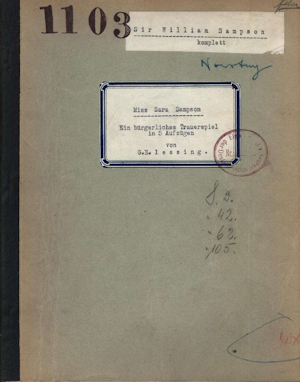 1103
Sir William Sampson
komplett
Miss Sara Sampson
Ein bürgerliches Trauerspiel
in 5 Aufzügen
von
G.E. Lessing.
S. 2.
" 42.
" 62.
" 105.